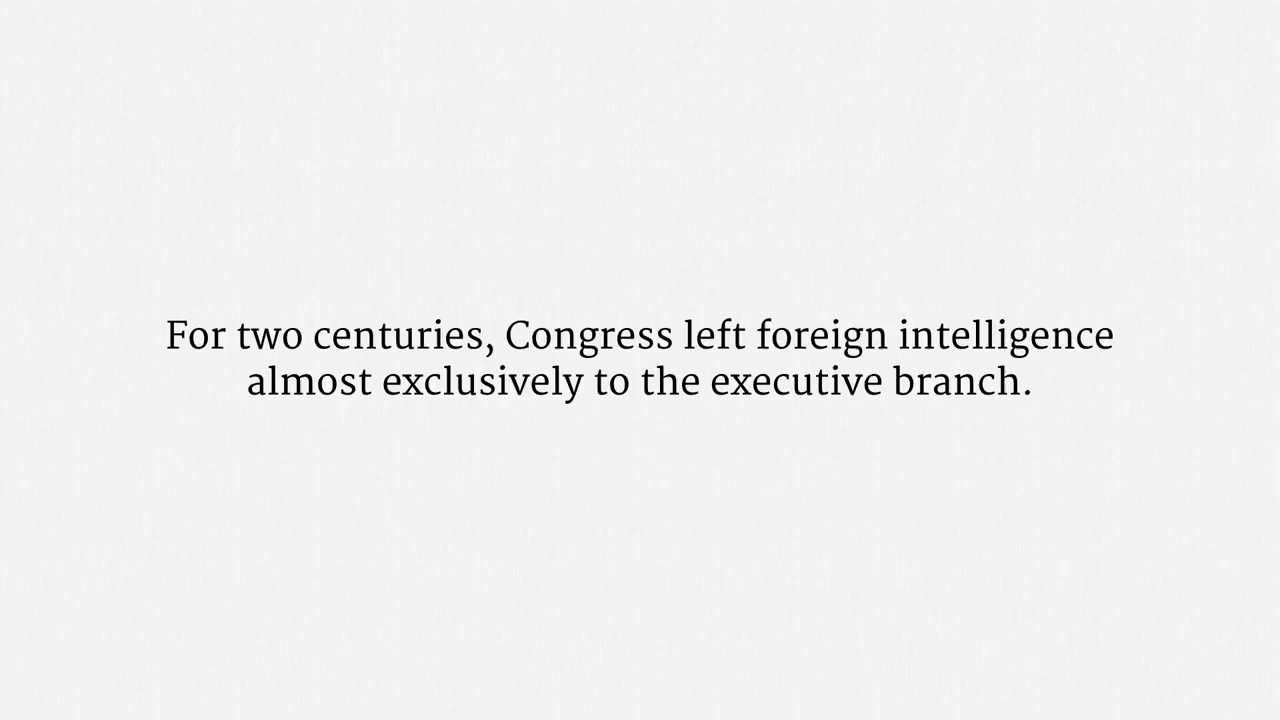 For two centuries, Congress left foreign intelligence
almost exclusively to the executive branch.